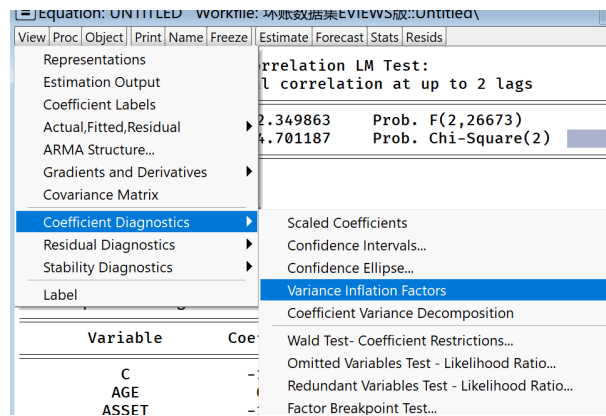 Equation: UNTITLED Workfile: 坏账数据集EVIEWS版::Untitled\
View Proc Object Print Name Freeze Estimate Forecast Stats Resids
Representations
Estimation Output
Coefficient Labels
Actual,Fitted,Residual
ARMA Structure...
Gradients and Derivatives
Covariance Matrix
Coefficient Diagnostics
Residual Diagnostics
Stability Diagnostics
Label
rrelation LM Test:
l correlation at up to 2 lags
2.349863 Prob. F(2,26673)
4.701187 Prob. Chi-Square(2)
Scaled Coefficients
Confidence Intervals...
Confidence Ellipse...
Variance Inflation Factors
Coefficient Variance Decomposition
Wald Test- Coefficient Restrictions...
Omitted Variables Test - Likelihood Ratio...
Redundant Variables Test - Likelihood Ratio...
Factor Breakpoint Test...
Variable Coe
C
AGE
ASSET